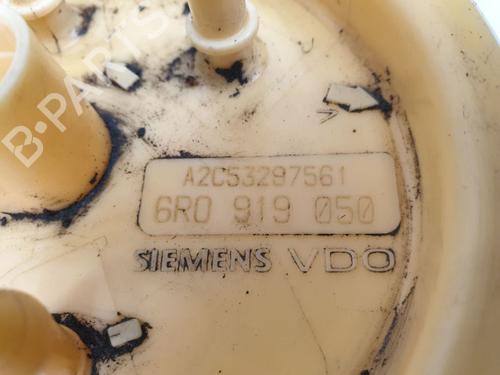 B-PARTS
A2C53297561
6R0 919 050
SIEMENS VDO